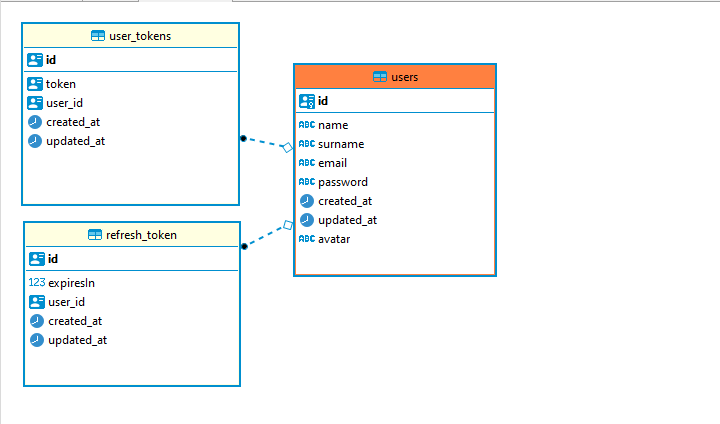 user_tokens
id
token
user_id
created_at
updated_at
users
id
ABC name
ABC surname
ABC email
ABC password
created_at
updated_at
ABC avatar
refresh_token
id
123 expiresIn
user_id
created_at
updated_at